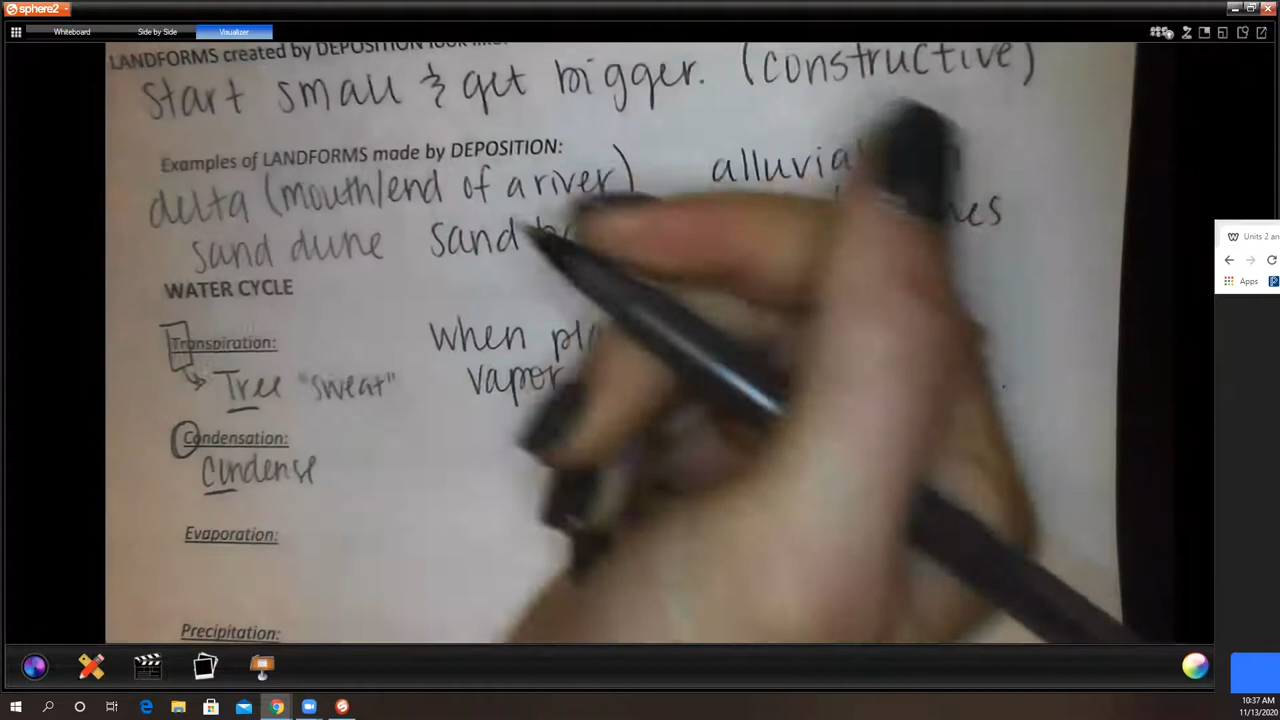 sphere2
Whiteboard Side by Side Visualizer
LANDFORMS created by DEPOSITION look
Start small & get bigger. (constructive)
Examples of LANDFORMS made by DEPOSITION:
delta (mouth/end of a river)
sand dune sand
WATER CYCLE
Transpiration: when
Tree "sweat" vapor
Condensation:
Condense
Evaporation:
Precipitation:
Units 2 an
Apps
10:37 AM
11/13/2020